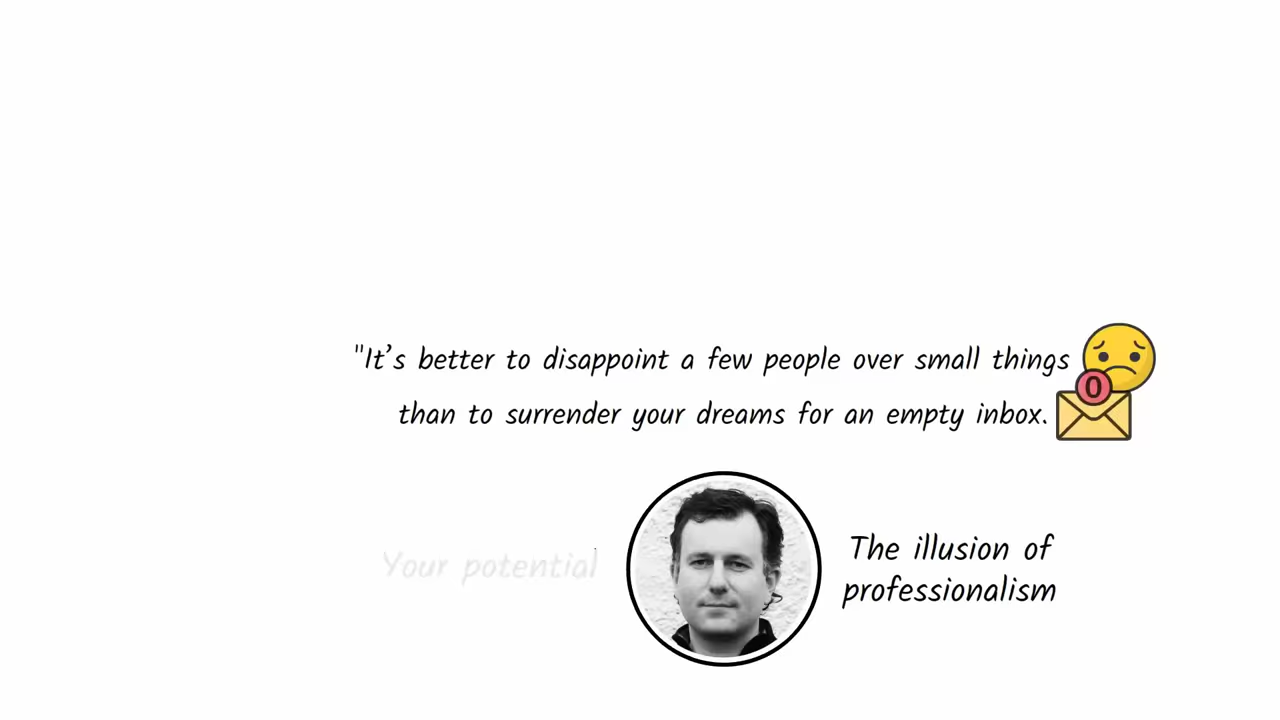 "It’s better to disappoint a few people over small things
than to surrender your dreams for an empty inbox.
0
Your potential
The illusion of
professionalism